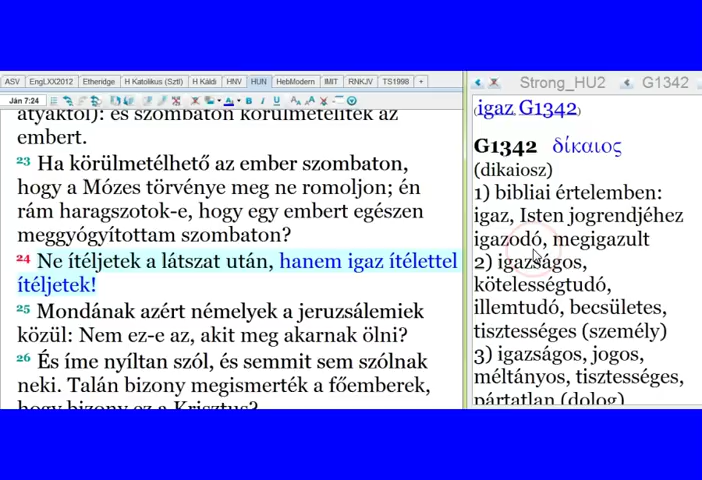 ASV EngLXX2012 Etheridge H Katolikus (Sztl) H Káldi HNV HUN HebModern IMIT RNKJV TS1998 +
Ján 7:24
atyáktól): és szombaton körülmetélitek az
embert.
23 Ha körülmetélhető az ember szombaton,
hogy a Mózes törvénye meg ne romoljon; én
rám haragszotok-e, hogy egy embert egészen
meggyógyítottam szombaton?
24 Ne ítéljetek a látszat után, hanem igaz ítélettel
ítéljetek!
25 Mondának azért némelyek a jeruzsálemiek
közül: Nem ez-e az, akit meg akarnak ölni?
26 És íme nyíltan szól, és semmit sem szólnak
neki. Talán bizony megismerték a főemberek,
hogy bizony ez a Krisztus?
Strong_HU2 G1342
(igaz G1342)
G1342 δίκαιος
(dikaiosz)
1) bibliai értelemben:
igaz, Isten jogrendjéhez
igazodó, megigazult
2) igazságos,
kötelességtudó,
illemtudó, becsületes,
tisztességes (személy)
3) igazságos, jogos,
méltányos, tisztességes,
pártatlan (dolog)